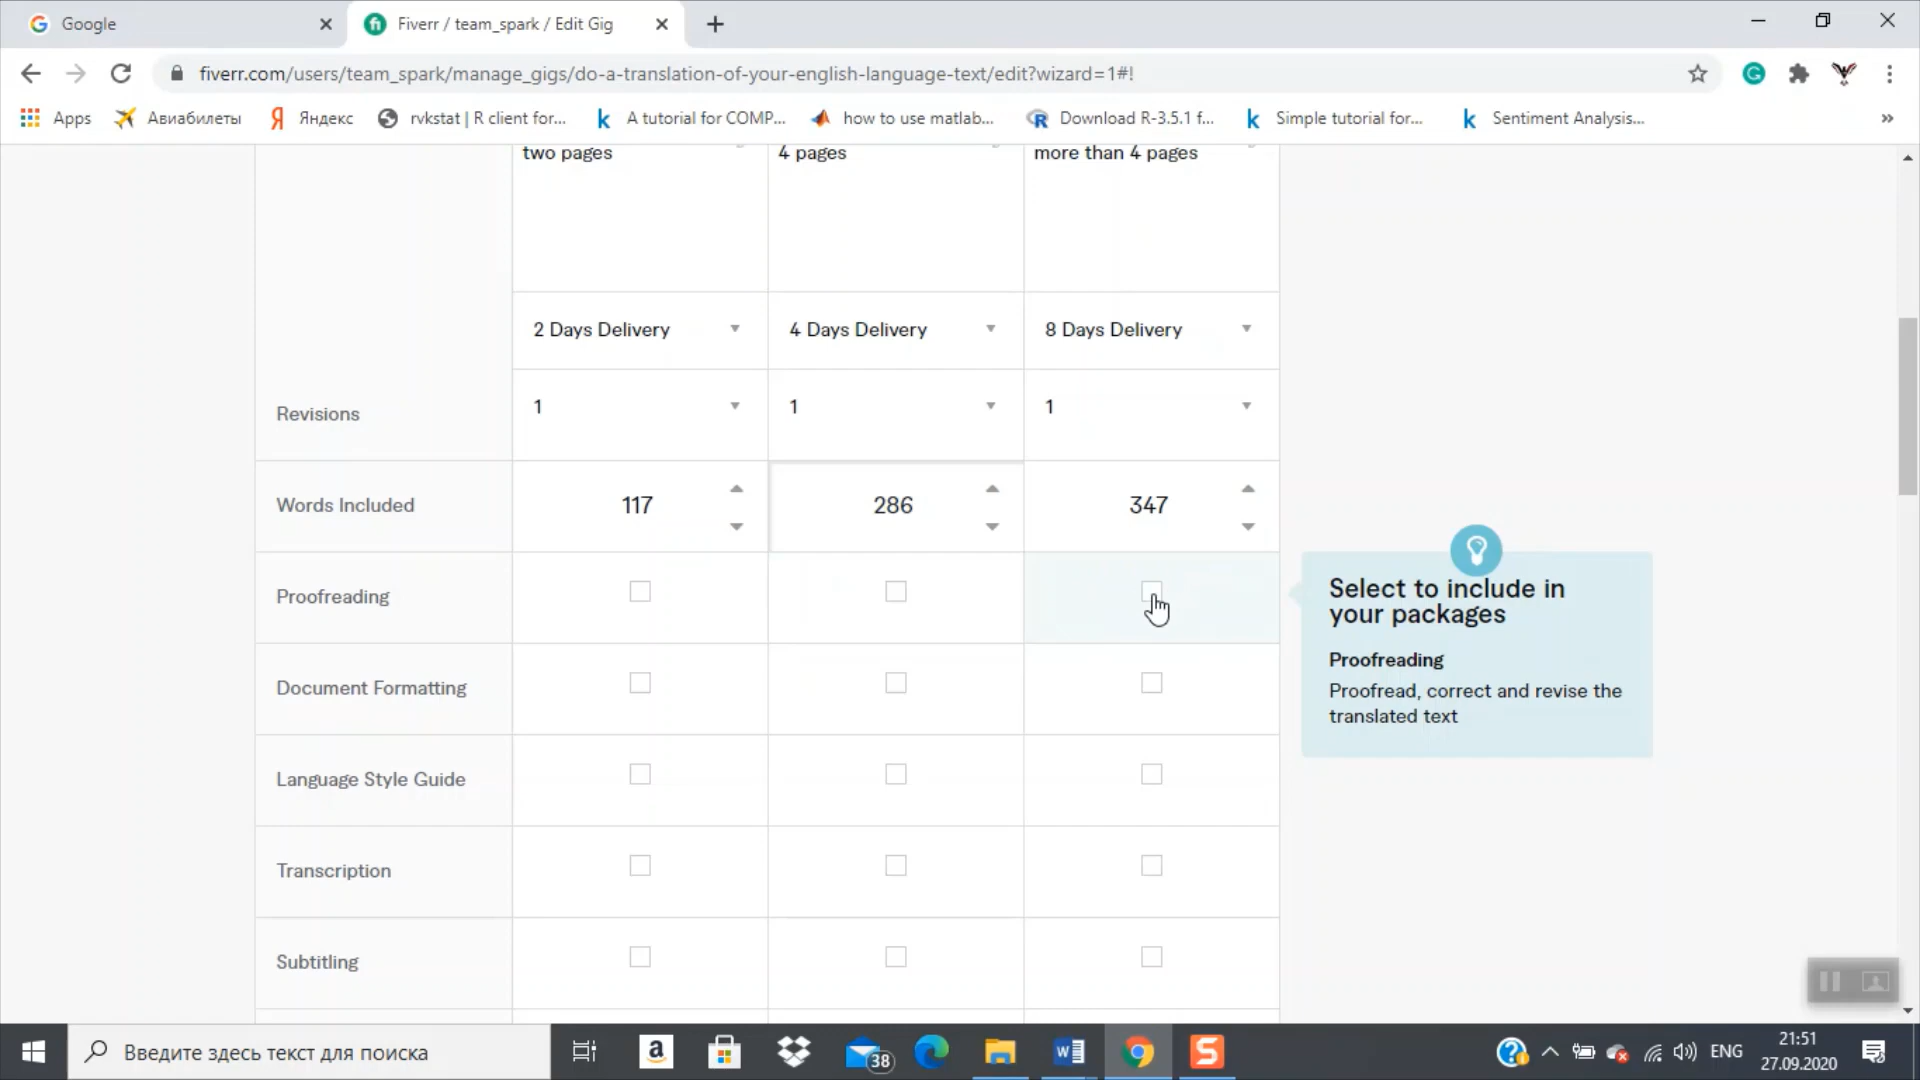 Google
Fiverr / team_spark / Edit Gig
fiverr.com/users/team_spark/manage_gigs/do-a-translation-of-your-english-language-text/edit?wizard=1#!
Apps
Авиабилеты
Яндекс
rvkstat | R client for...
A tutorial for COMP...
how to use matlab...
Download R-3.5.1 f...
Simple tutorial for...
Sentiment Analysis...
two pages
4 pages
more than 4 pages
2 Days Delivery
4 Days Delivery
8 Days Delivery
Revisions
1
1
1
Words Included
117
286
347
Proofreading
Select to include in
your packages
Proofreading
Proofread, correct and revise the
translated text
Document Formatting
Language Style Guide
Transcription
Subtitling
Введите здесь текст для поиска
38
ENG
21:51
27.09.2020